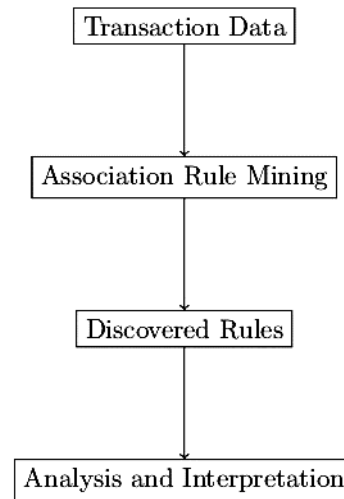 Transaction Data
Association Rule Mining
Discovered Rules
Analysis and Interpretation